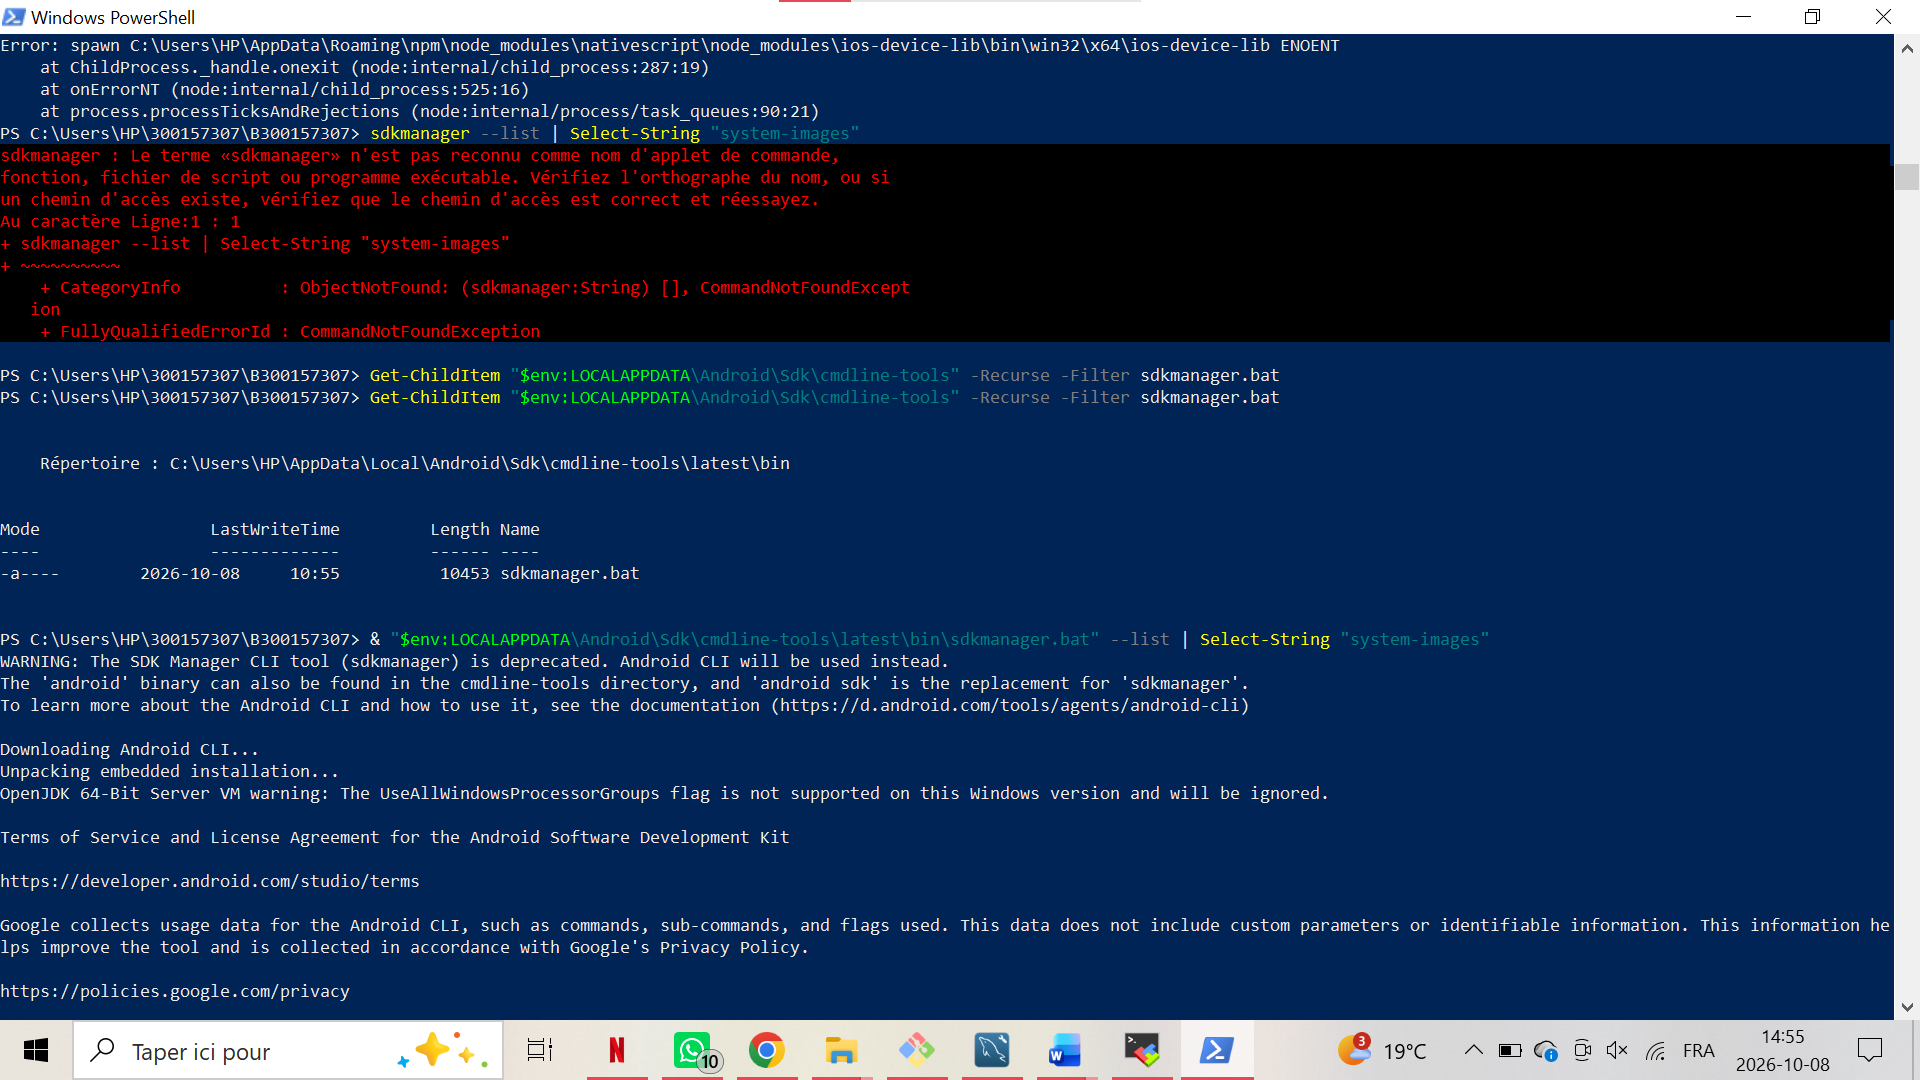 Windows PowerShell
Error: spawn C:\Users\HP\AppData\Roaming\npm\node_modules\nativescript\node_modules\ios-device-lib\bin\win32\x64\ios-device-lib ENOENT
    at ChildProcess._handle.onexit (node:internal/child_process:287:19)
    at onErrorNT (node:internal/child_process:525:16)
    at process.processTicksAndRejections (node:internal/process/task_queues:90:21)
PS C:\Users\HP\300157307\B300157307> sdkmanager --list | Select-String "system-images"
sdkmanager : Le terme «sdkmanager» n'est pas reconnu comme nom d'applet de commande,
fonction, fichier de script ou programme exécutable. Vérifiez l'orthographe du nom, ou si
un chemin d'accès existe, vérifiez que le chemin d'accès est correct et réessayez.
Au caractère Ligne:1 : 1
+ sdkmanager --list | Select-String "system-images"
+ ~~~~~~~~~~
    + CategoryInfo          : ObjectNotFound: (sdkmanager:String) [], CommandNotFoundExcept
   ion
    + FullyQualifiedErrorId : CommandNotFoundException
PS C:\Users\HP\300157307\B300157307> Get-ChildItem "$env:LOCALAPPDATA\Android\Sdk\cmdline-tools" -Recurse -Filter sdkmanager.bat
PS C:\Users\HP\300157307\B300157307> Get-ChildItem "$env:LOCALAPPDATA\Android\Sdk\cmdline-tools" -Recurse -Filter sdkmanager.bat
    Répertoire : C:\Users\HP\AppData\Local\Android\Sdk\cmdline-tools\latest\bin
Mode                 LastWriteTime         Length Name
----                 -------------         ------ ----
-a----        2026-10-08     10:55          10453 sdkmanager.bat
PS C:\Users\HP\300157307\B300157307> & "$env:LOCALAPPDATA\Android\Sdk\cmdline-tools\latest\bin\sdkmanager.bat" --list | Select-String "system-images"
WARNING: The SDK Manager CLI tool (sdkmanager) is deprecated. Android CLI will be used instead.
The 'android' binary can also be found in the cmdline-tools directory, and 'android sdk' is the replacement for 'sdkmanager'.
To learn more about the Android CLI and how to use it, see the documentation (https://d.android.com/tools/agents/android-cli)
Downloading Android CLI...
Unpacking embedded installation...
OpenJDK 64-Bit Server VM warning: The UseAllWindowsProcessorGroups flag is not supported on this Windows version and will be ignored.
Terms of Service and License Agreement for the Android Software Development Kit
https://developer.android.com/studio/terms
Google collects usage data for the Android CLI, such as commands, sub-commands, and flags used. This data does not include custom parameters or identifiable information. This information he
lps improve the tool and is collected in accordance with Google's Privacy Policy.
https://policies.google.com/privacy
Taper ici pour
N
10
W
3
19°C
FRA
14:55
2026-10-08